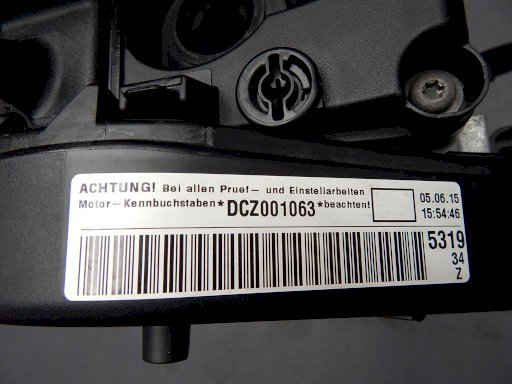 ACHTUNG! Bei allen Pruef- und Einstellarbeiten
Motor-Kennbuchstaben*DCZ001063*beachten!
05.06.15
15:54:46
5319
34
Z